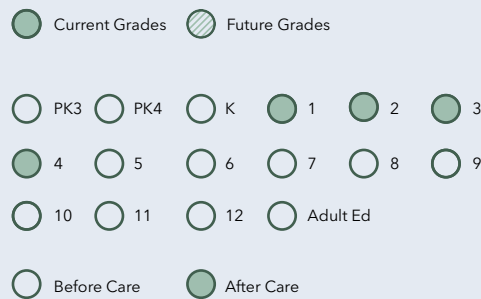 Current Grades Future Grades
PK3 PK4 K 1 2 3
4 5 6 7 8 9
10 11 12 Adult Ed
Before Care After Care